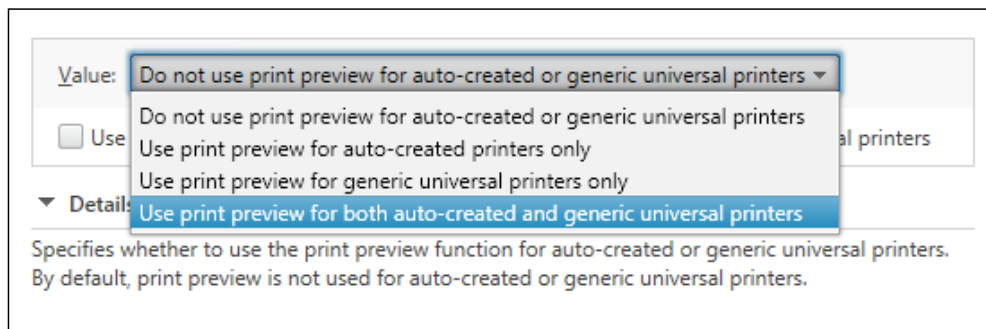 Value: Do not use print preview for auto-created or generic universal printers
Do not use print preview for auto-created or generic universal printers
Use print preview for auto-created printers only
Use al printers
Use print preview for generic universal printers only
Details
Use print preview for both auto-created and generic universal printers
Specifies whether to use the print preview function for auto-created or generic universal printers.
By default, print preview is not used for auto-created or generic universal printers.